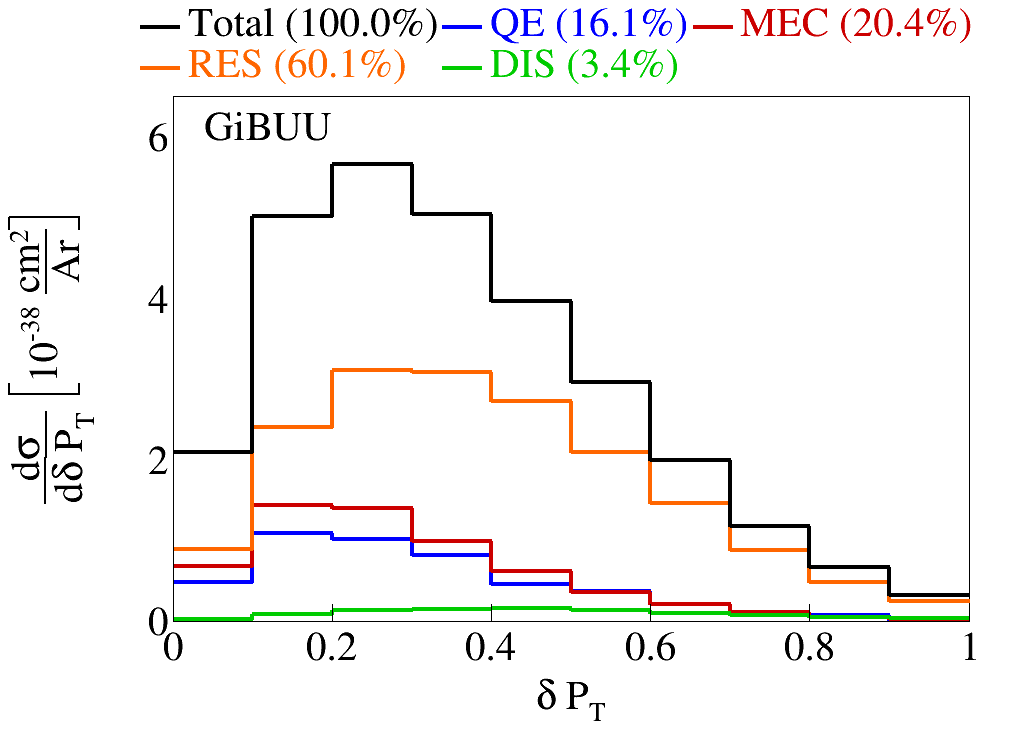 Total (100.0%) QE (16.1%) MEC (20.4%)
RES (60.1%) DIS (3.4%)
GiBUU
6
4
2
0
0 0.2 0.4 0.6 0.8 1
δ P_T
dσ/dδ P_T [10^-38 cm^2/Ar]